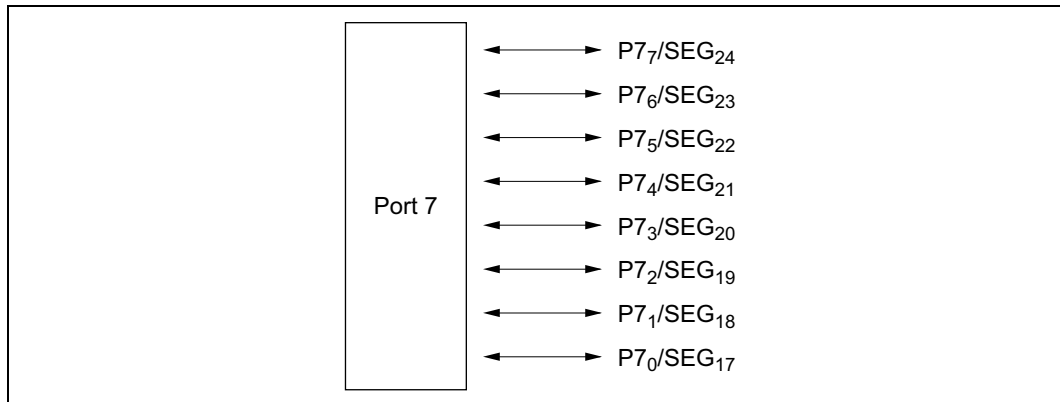 P7₇/SEG₂₄
P7₆/SEG₂₃
P7₅/SEG₂₂
P7₄/SEG₂₁
Port 7
P7₃/SEG₂₀
P7₂/SEG₁₉
P7₁/SEG₁₈
P7₀/SEG₁₇